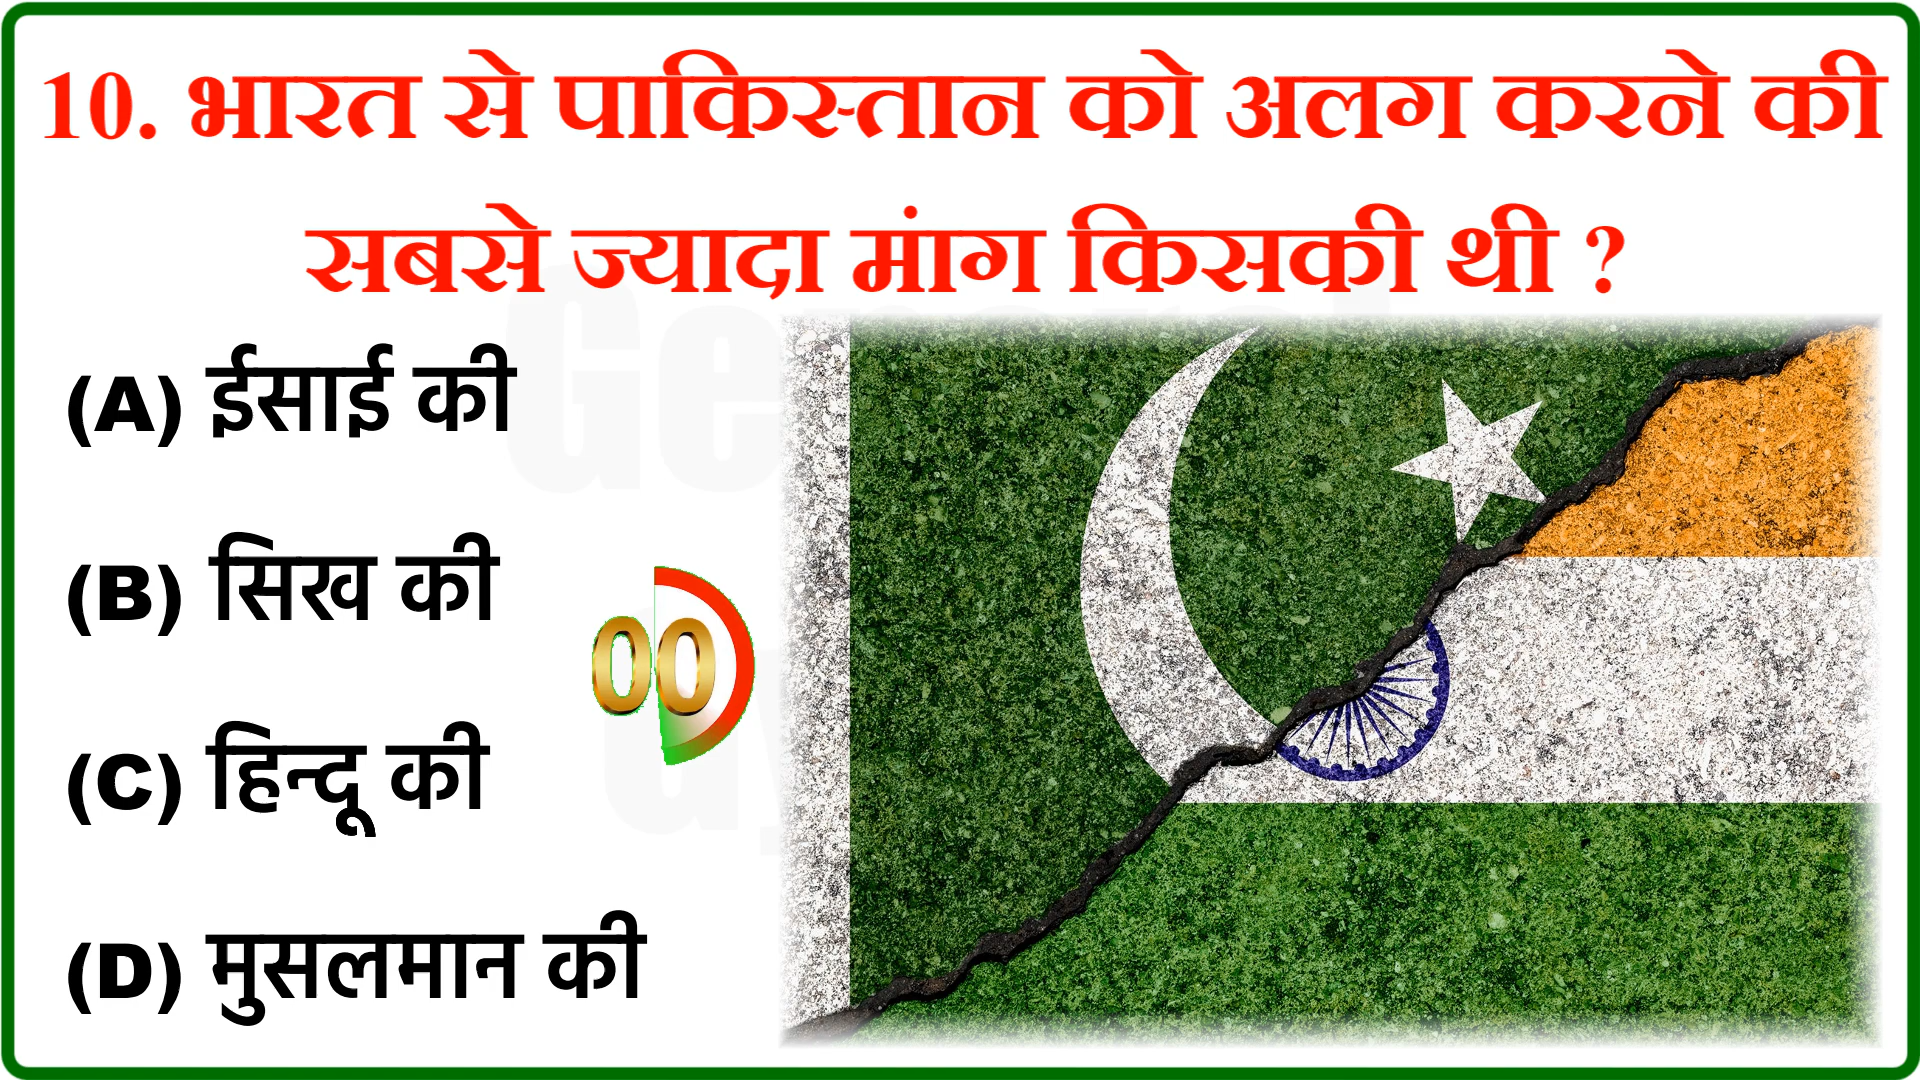 10. भारत से पाकिस्तान को अलग करने की
सबसे ज्यादा मांग किसकी थी ?
(A) ईसाई की
(B) सिख की
(C) हिन्दू की
(D) मुसलमान की
00